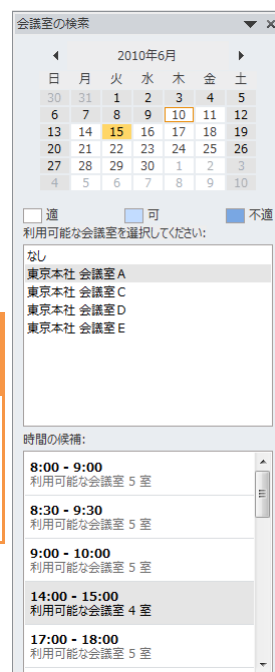 会議室の検索
2010年6月
日 月 火 水 木 金 土
30 31 1 2 3 4 5
6 7 8 9 10 11 12
13 14 15 16 17 18 19
20 21 22 23 24 25 26
27 28 29 30 1 2 3
4 5 6 7 8 9 10
適 可 不適
利用可能な会議室を選択してください:
なし
東京本社 会議室A
東京本社 会議室C
東京本社 会議室D
東京本社 会議室E
時間の候補:
8:00 - 9:00
利用可能な会議室 5 室
8:30 - 9:30
利用可能な会議室 5 室
9:00 - 10:00
利用可能な会議室 5 室
14:00 - 15:00
利用可能な会議室 4 室
17:00 - 18:00
利用可能な会議室 5 室